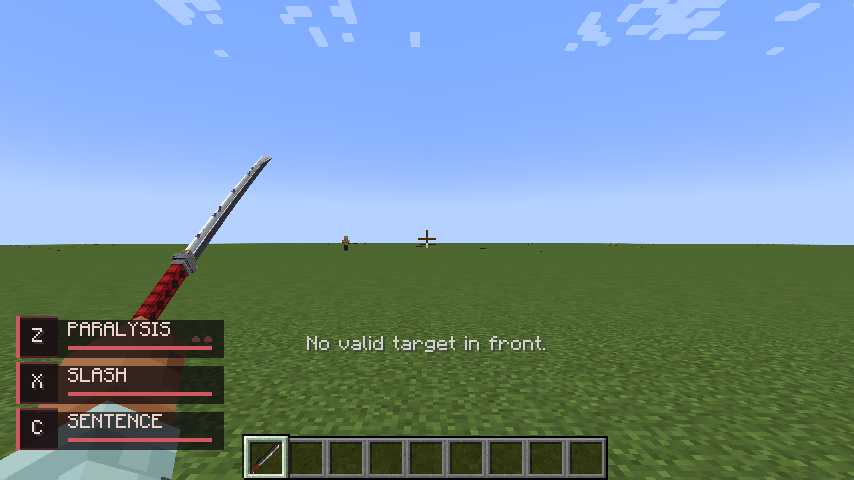 Z PARALYSIS
No valid target in front.
X SLASH
C SENTENCE